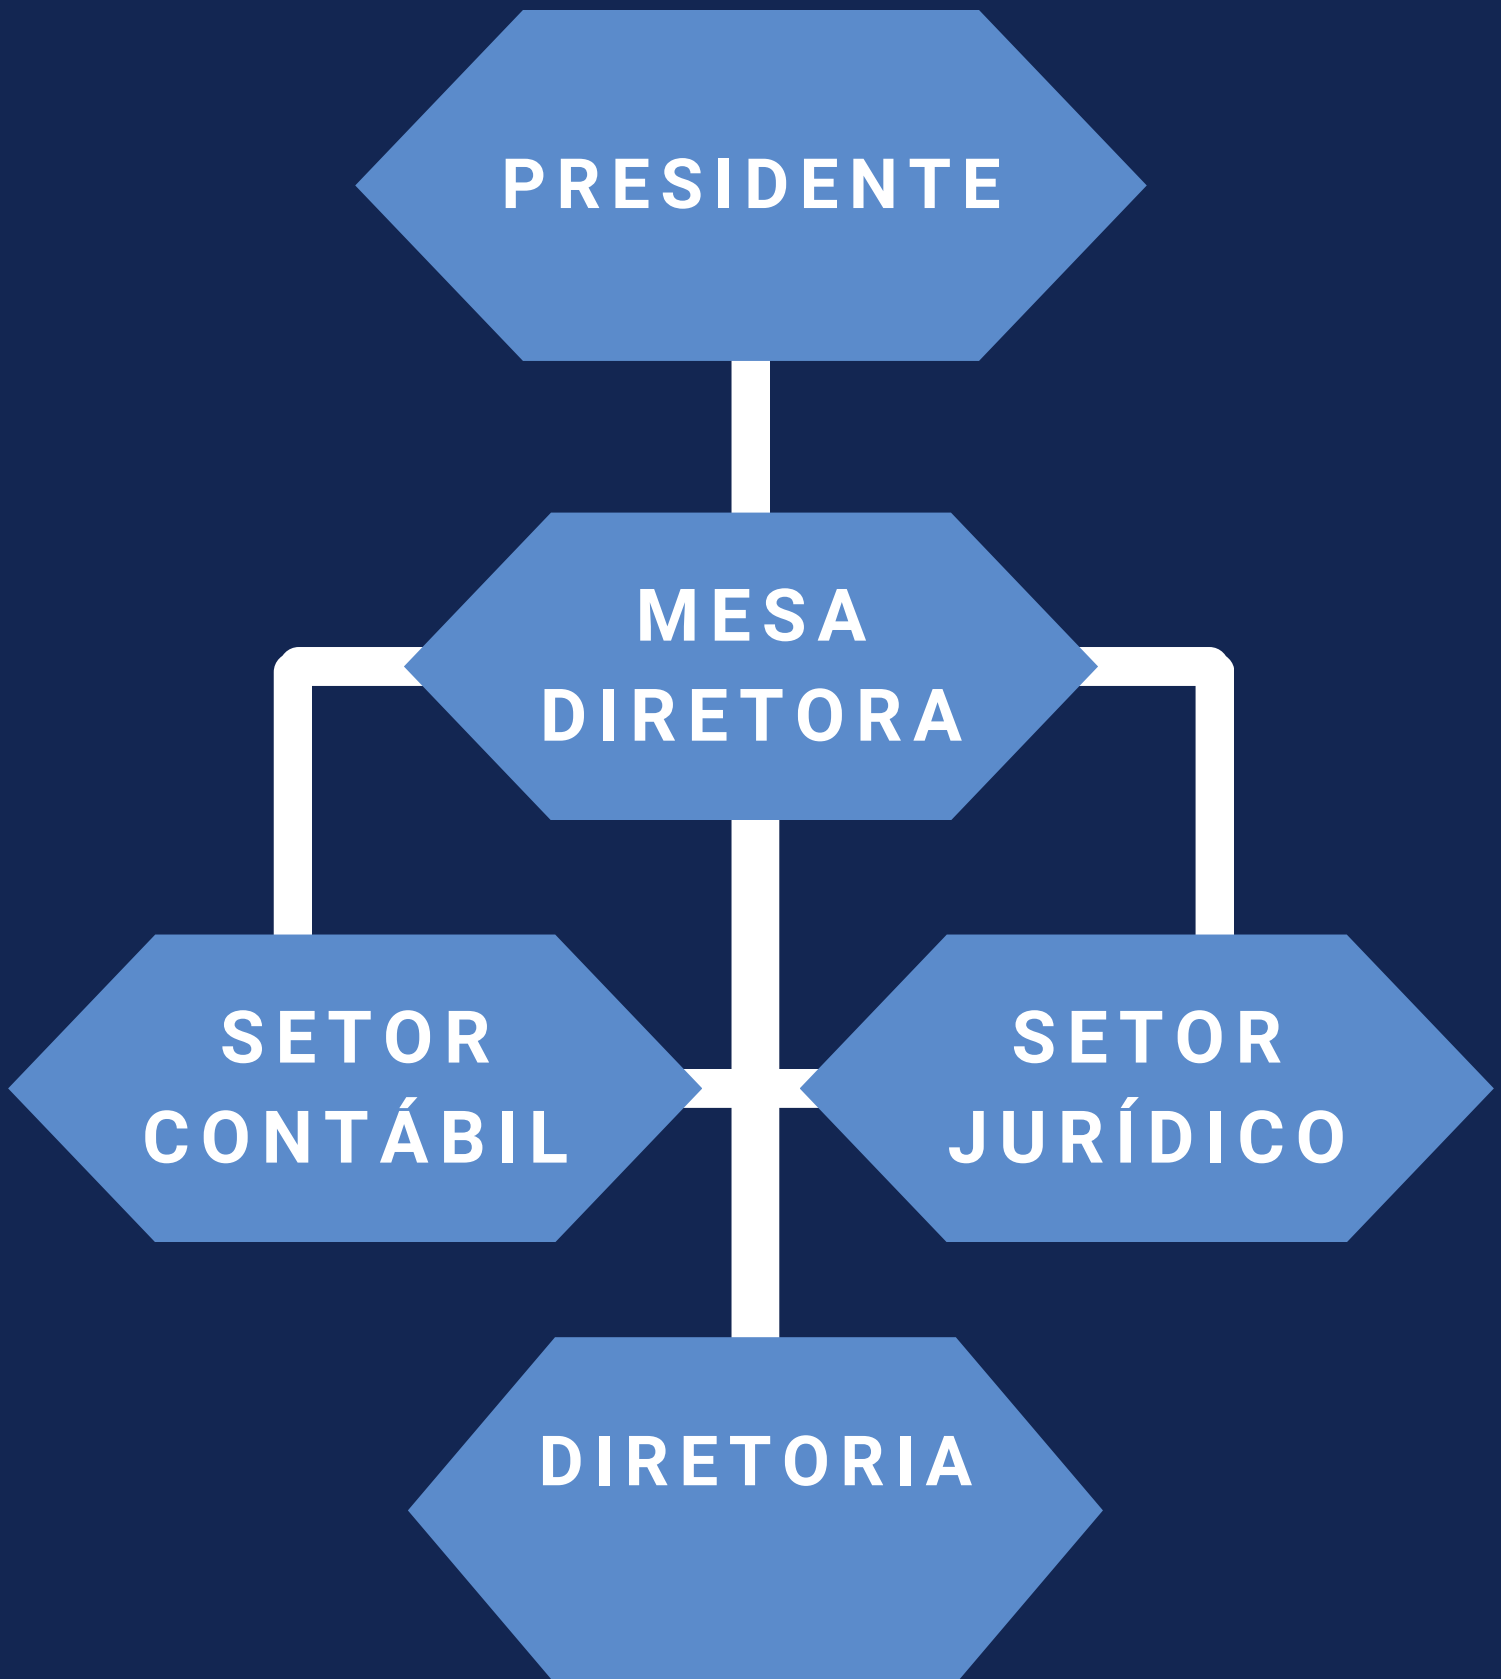 PRESIDENTE
MESA
DIRETORA
SETOR
CONTÁBIL
SETOR
JURÍDICO
DIRETORIA